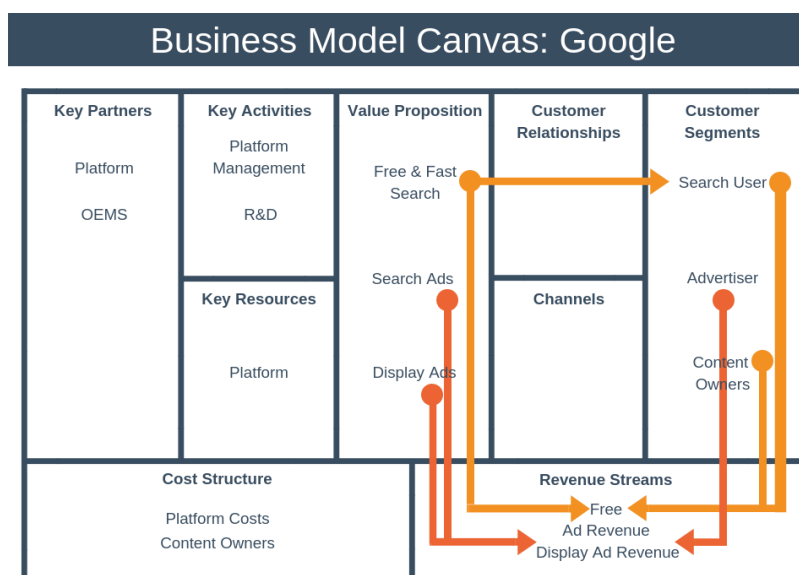 Business Model Canvas: Google
Key Partners
Platform
OEMS
Key Activities
Platform
Management
R&D
Key Resources
Platform
Value Proposition
Free & Fast
Search
Search Ads
Display Ads
Customer
Relationships
Channels
Customer
Segments
Search User
Advertiser
Content
Owners
Cost Structure
Platform Costs
Content Owners
Revenue Streams
Free
Ad Revenue
Display Ad Revenue